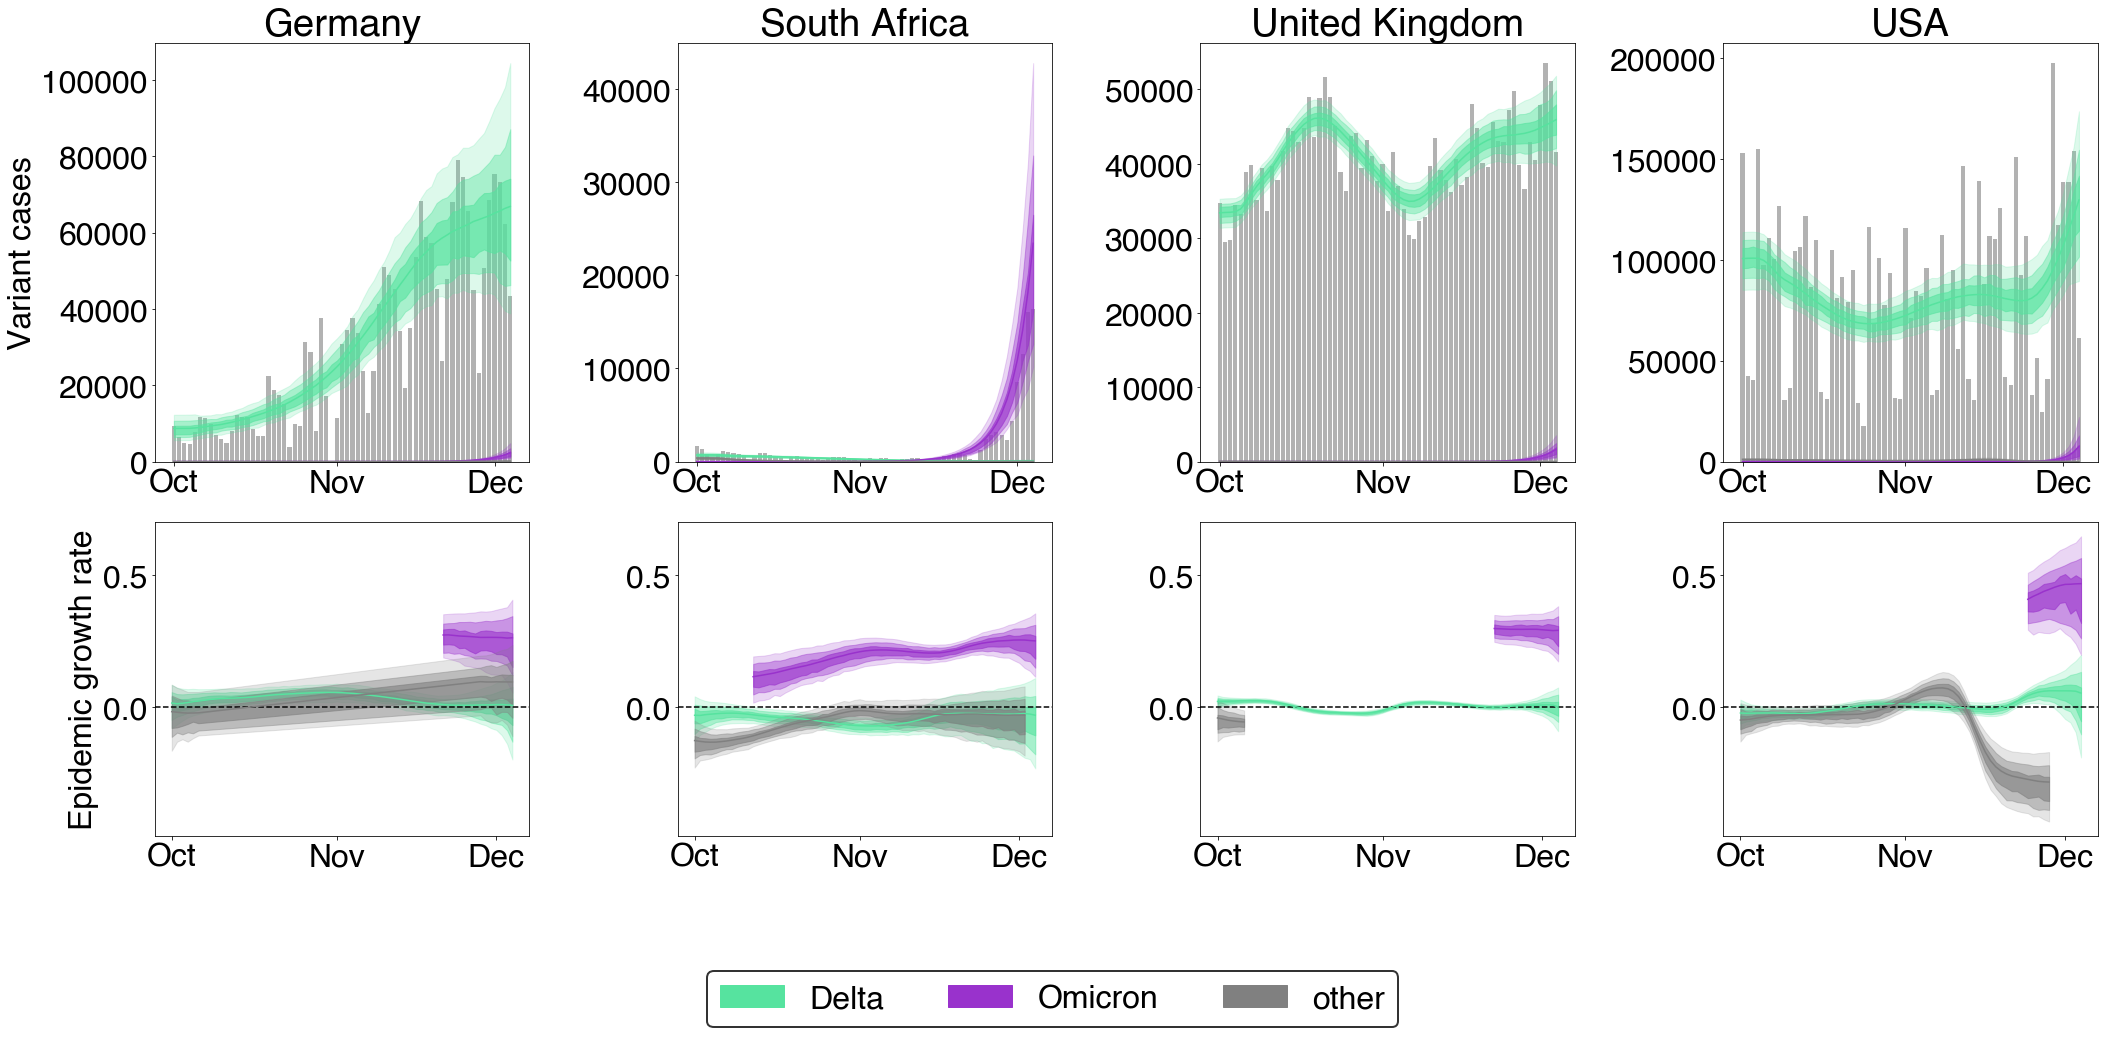 Germany South Africa United Kingdom USA
Variant cases
100000
80000
60000
40000
20000
0
Oct Nov Dec
40000
30000
20000
10000
0
Oct Nov Dec
50000
40000
30000
20000
10000
0
Oct Nov Dec
200000
150000
100000
50000
0
Oct Nov Dec
Epidemic growth rate
0.5
0.0
Oct Nov Dec
0.5
0.0
Oct Nov Dec
0.5
0.0
Oct Nov Dec
0.5
0.0
Oct Nov Dec
Delta Omicron other